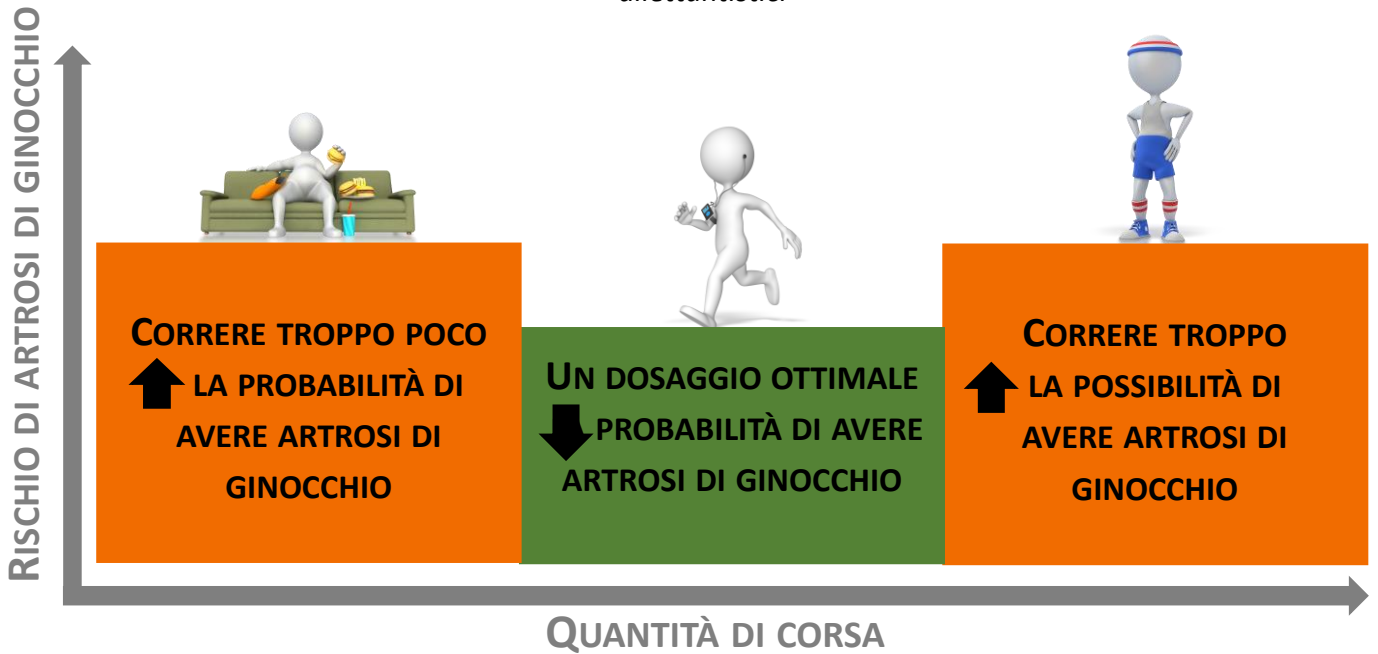 RISCHIO DI ARTROSI DI GINOCCHIO
CORRERE TROPPO POCO
LA PROBABILITÀ DI
AVERE ARTROSI DI
GINOCCHIO
UN DOSAGGIO OTTIMALE
PROBABILITÀ DI AVERE
ARTROSI DI GINOCCHIO
CORRERE TROPPO
LA POSSIBILITÀ DI
AVERE ARTROSI DI
GINOCCHIO
QUANTITÀ DI CORSA